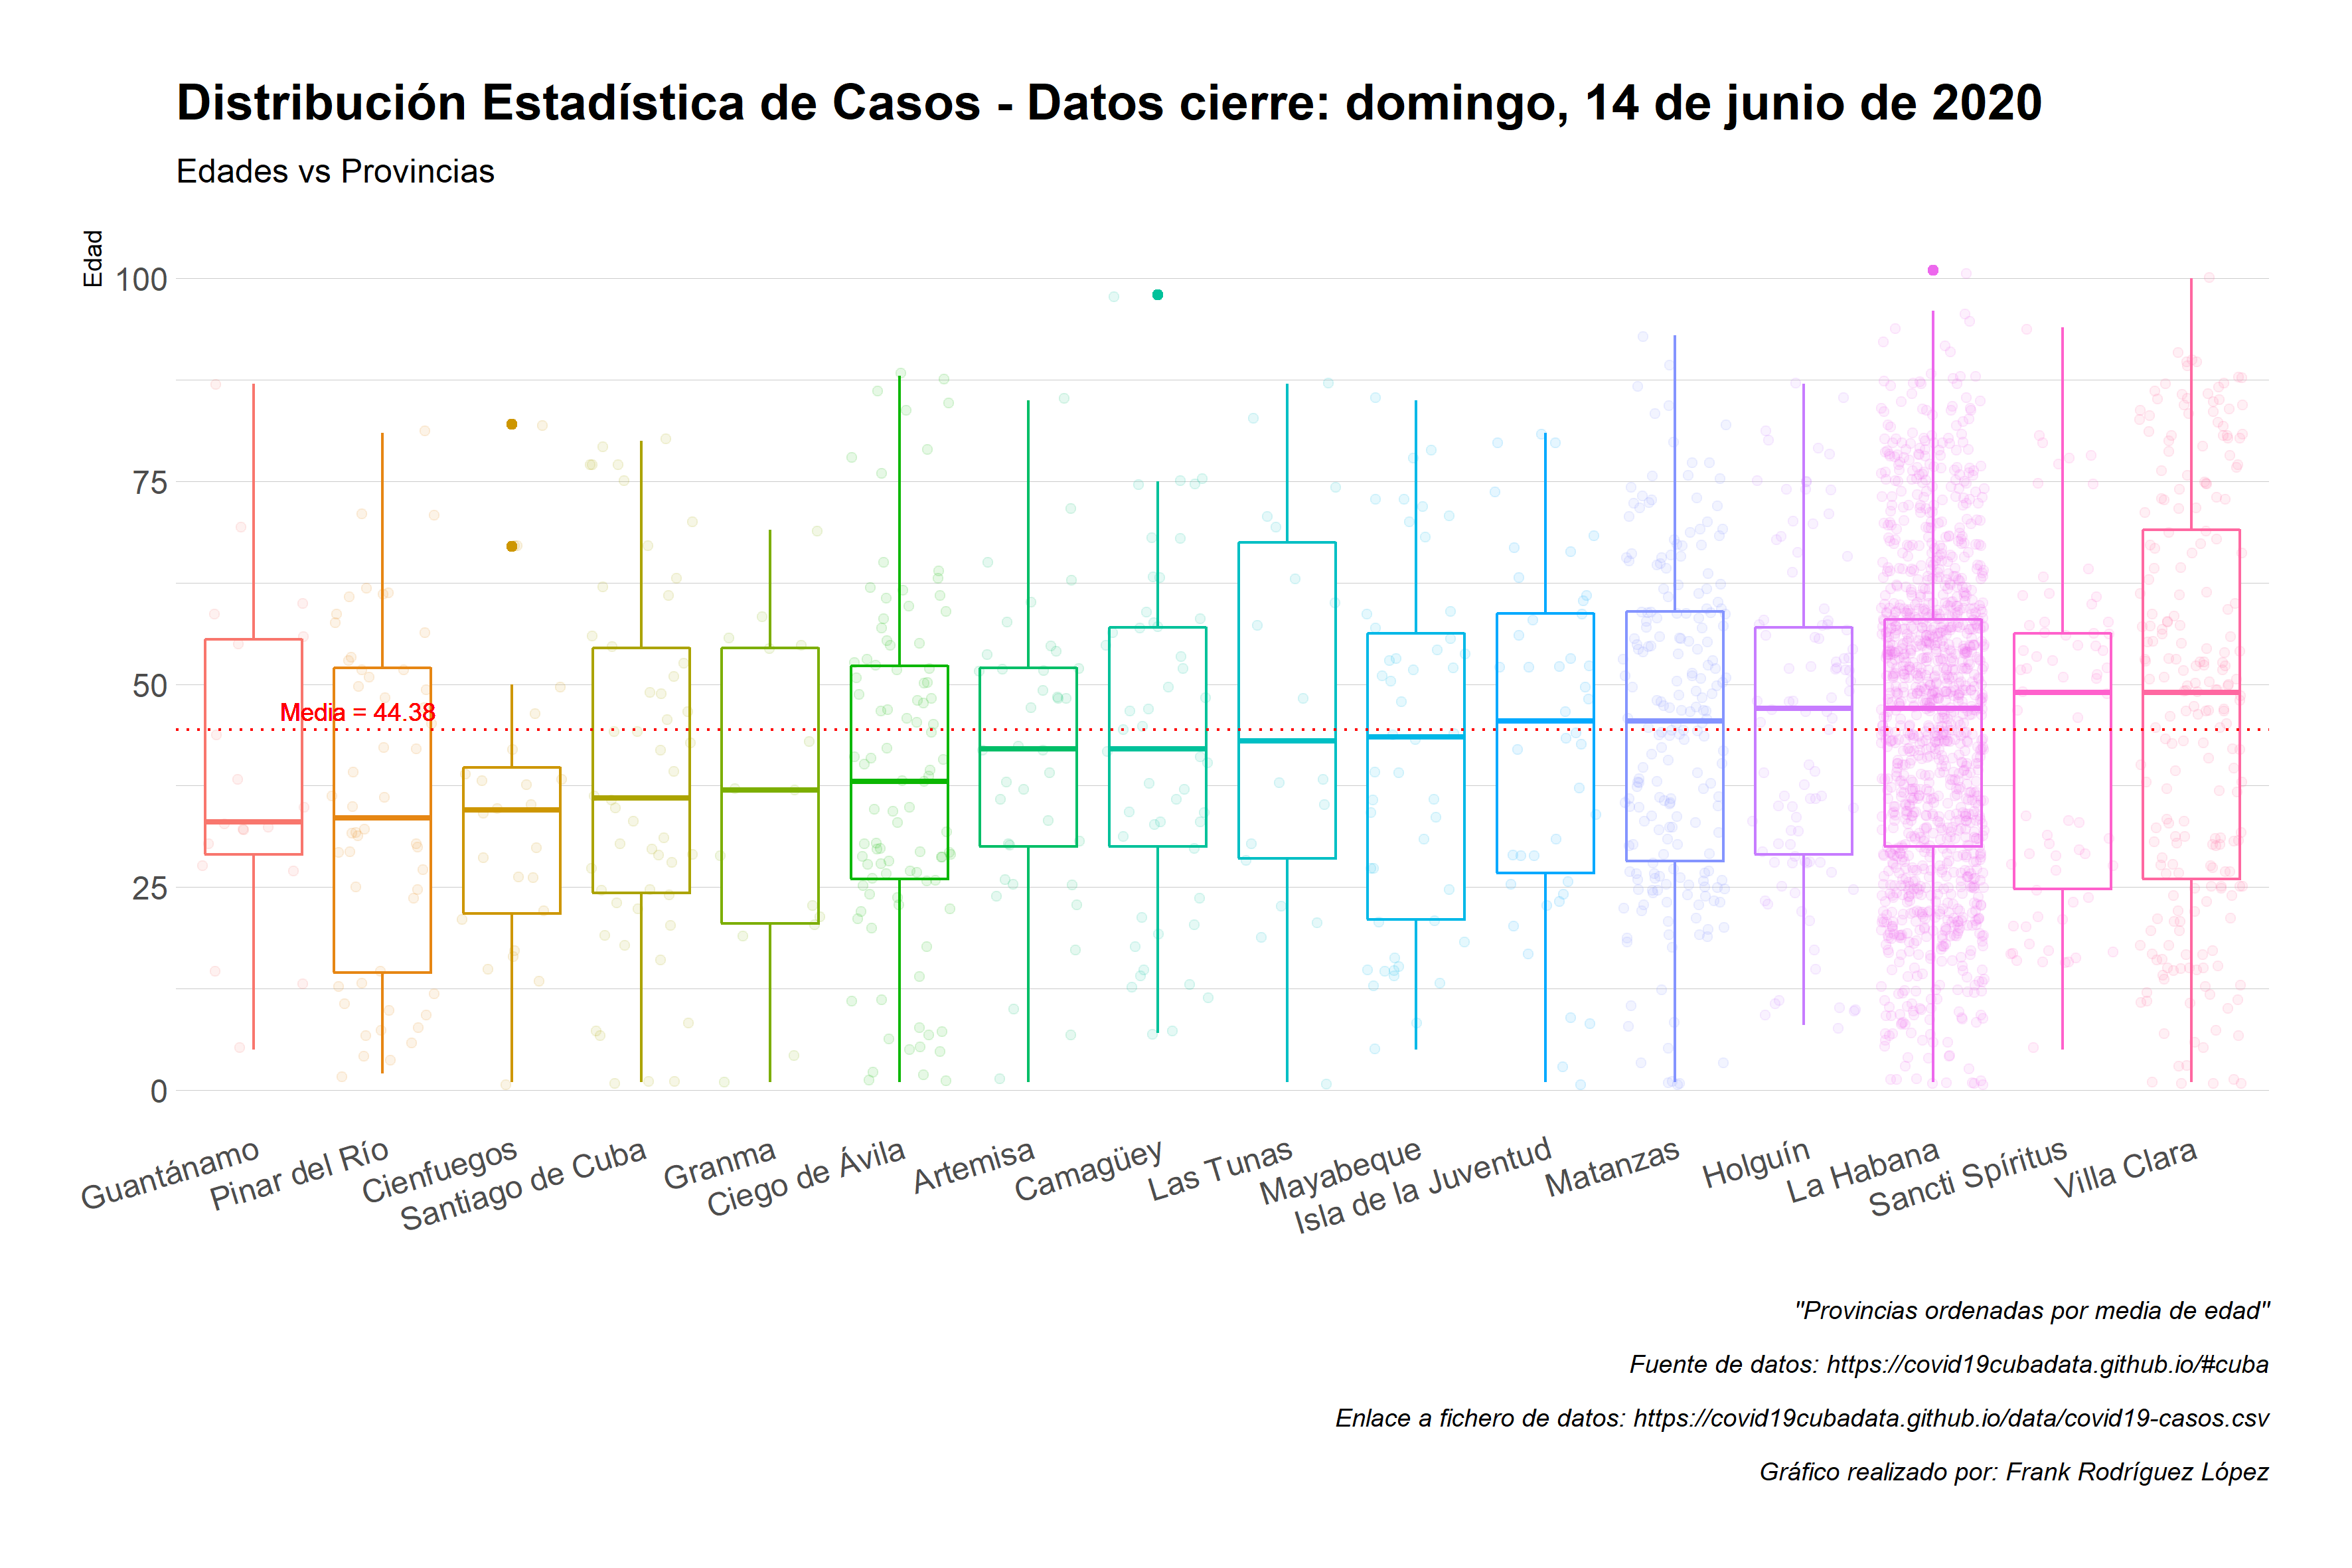 Distribución Estadística de Casos - Datos cierre: domingo, 14 de junio de 2020
Edades vs Provincias
Edad
100
75
50
25
0
Media = 44.38
Guantánamo
Pinar del Río
Cienfuegos
Santiago de Cuba
Granma
Ciego de Ávila
Artemisa
Camagüey
Las Tunas
Mayabeque
Isla de la Juventud
Matanzas
Holguín
La Habana
Sancti Spíritus
Villa Clara
"Provincias ordenadas por media de edad"
Fuente de datos: https://covid19cubadata.github.io/#cuba
Enlace a fichero de datos: https://covid19cubadata.github.io/data/covid19-casos.csv
Gráfico realizado por: Frank Rodríguez López